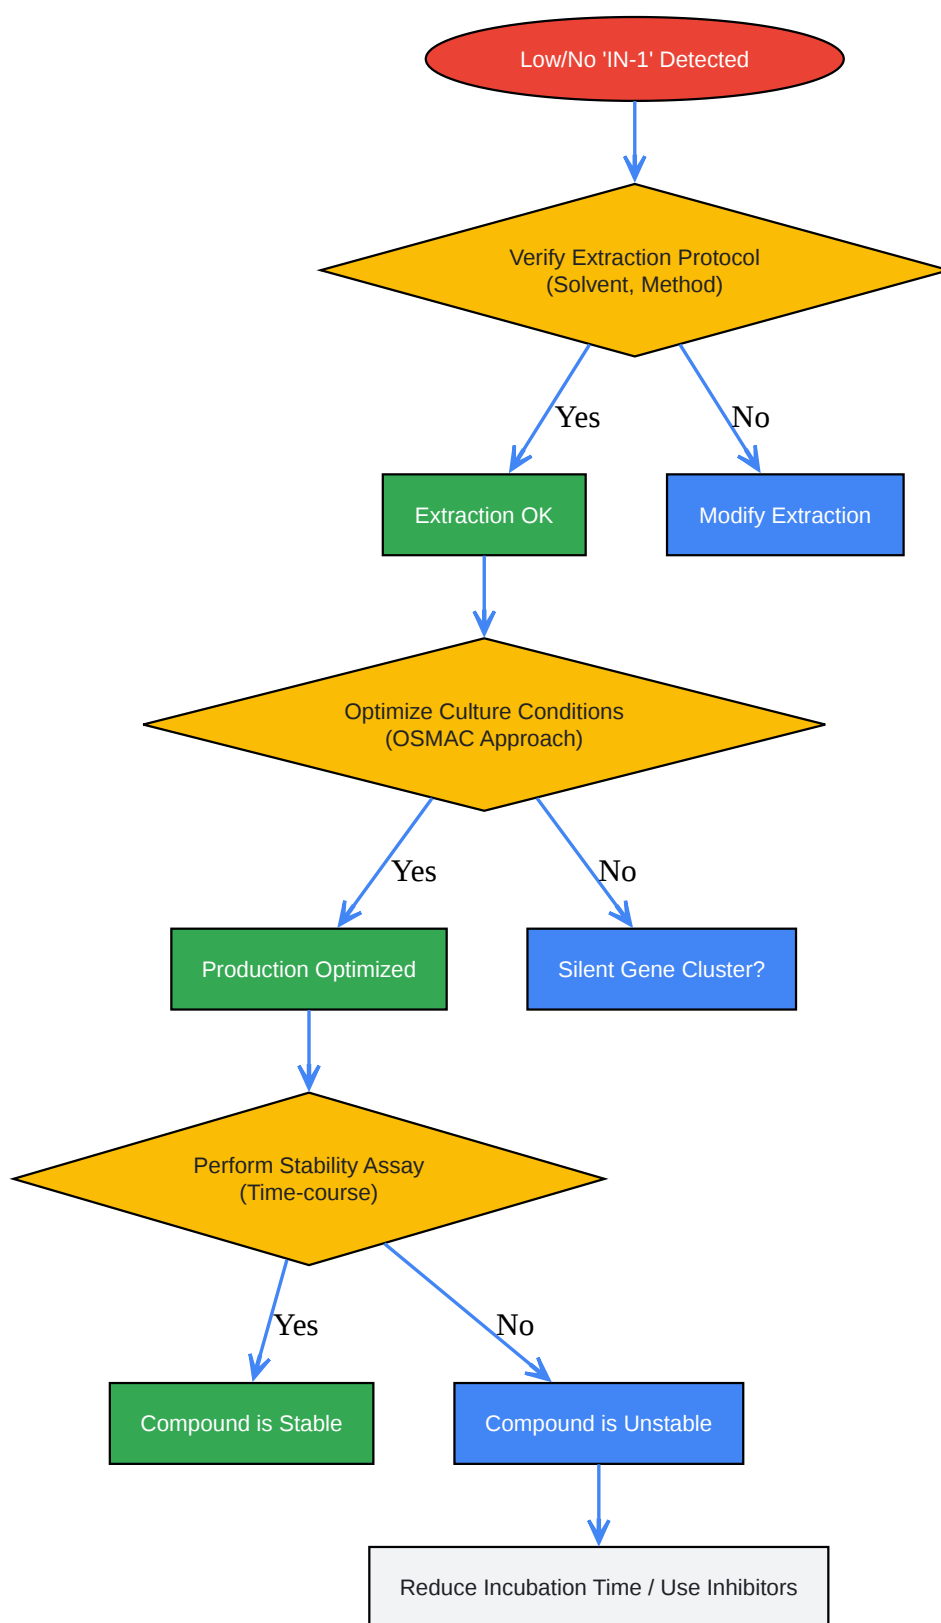 Low/No 'IN-1' Detected
Verify Extraction Protocol
(Solvent, Method)
Yes
No
Extraction OK
Modify Extraction
Optimize Culture Conditions
(OSMAC Approach)
Yes
No
Production Optimized
Silent Gene Cluster?
Perform Stability Assay
(Time-course)
Yes
No
Compound is Stable
Compound is Unstable
Reduce Incubation Time / Use Inhibitors